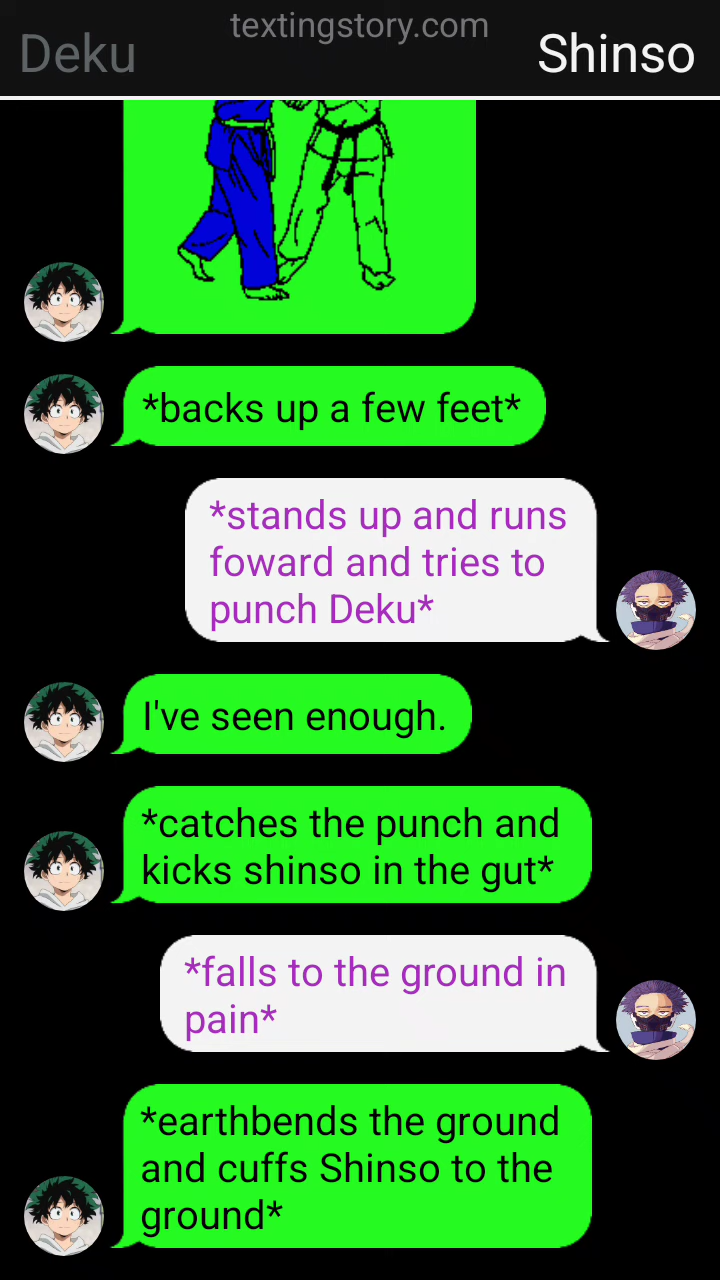 textingstory.com
Deku
Shinso
*backs up a few feet*
*stands up and runs
foward and tries to
punch Deku*
I've seen enough.
*catches the punch and
kicks shinso in the gut*
*falls to the ground in
pain*
*earthbends the ground
and cuffs Shinso to the
ground*